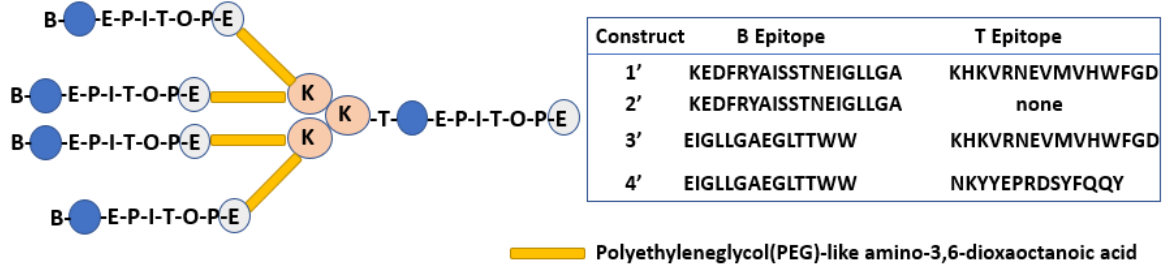 B-E-P-I-T-O-P-E
B-E-P-I-T-O-P-E
B-E-P-I-T-O-P-E
B-E-P-I-T-O-P-E
K
K
K
-T-E-P-I-T-O-P-E
Construct B Epitope T Epitope
1’ KEDFRYAISSTNEIGLLGA KHKVRNEVMVHWFGD
2’ KEDFRYAISSTNEIGLLGA none
3’ EIGLLGAEGLTTWW KHKVRNEVMVHWFGD
4’ EIGLLGAEGLTTWW NKYYEPRDSYFQQY
Polyethyleneglycol(PEG)-like amino-3,6-dioxaoctanoic acid